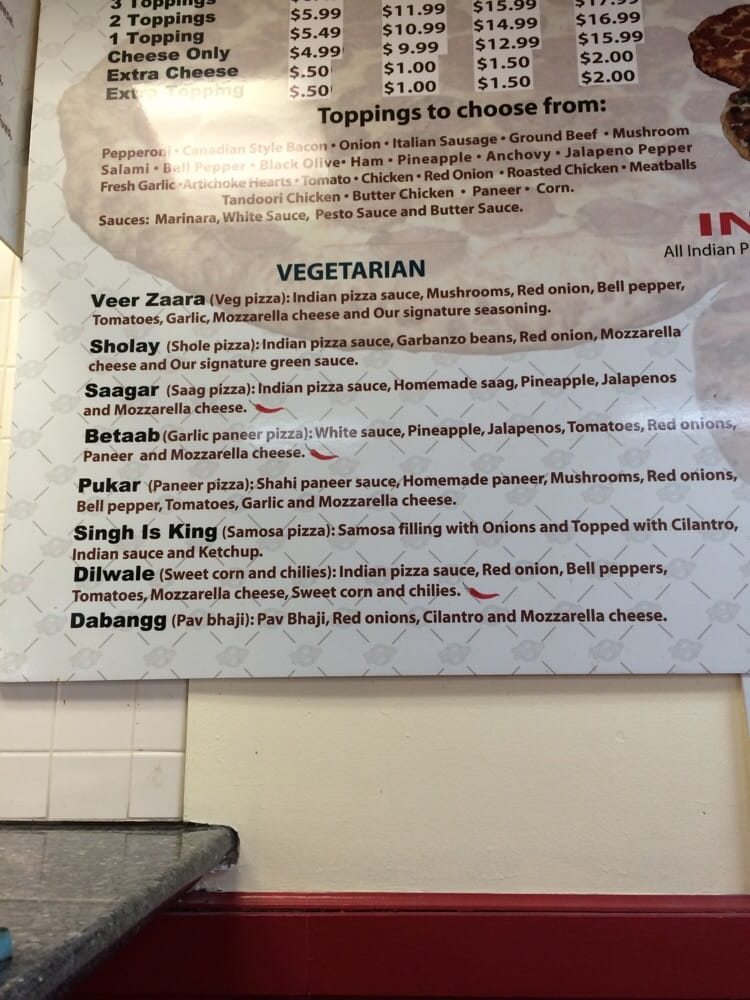 3 Toppings $11.99 $15.99
2 Toppings $5.99 $10.99 $14.99 $16.99
1 Topping $5.49 $ 9.99 $12.99 $15.99
Cheese Only $4.99 $1.00 $1.50 $2.00
Extra Cheese $.50 $1.00 $1.50 $2.00
Extra Topping $.50
Toppings to choose from:
Pepperoni • Canadian Style Bacon • Onion • Italian Sausage • Ground Beef • Mushroom
Salami • Bell Pepper • Black Olive • Ham • Pineapple • Anchovy • Jalapeno Pepper
Fresh Garlic • Artichoke Hearts • Tomato • Chicken • Red Onion • Roasted Chicken • Meatballs
Tandoori Chicken • Butter Chicken • Paneer • Corn.
Sauces: Marinara, White Sauce, Pesto Sauce and Butter Sauce.
All Indian
VEGETARIAN
Veer Zaara (Veg pizza): Indian pizza sauce, Mushrooms, Red onion, Bell pepper,
Tomatoes, Garlic, Mozzarella cheese and Our signature seasoning.
Sholay (Shole pizza): Indian pizza sauce, Garbanzo beans, Red onion, Mozzarella
cheese and Our signature green sauce.
Saagar (Saag pizza): Indian pizza sauce, Homemade saag, Pineapple, Jalapenos
and Mozzarella cheese.
Betaab (Garlic paneer pizza): White sauce, Pineapple, Jalapenos, Tomatoes, Red onions,
Paneer and Mozzarella cheese.
Pukar (Paneer pizza): Shahi paneer sauce, Homemade paneer, Mushrooms, Red onions,
Bell pepper, Tomatoes, Garlic and Mozzarella cheese.
Singh Is King (Samosa pizza): Samosa filling with Onions and Topped with Cilantro,
Indian sauce and Ketchup.
Dilwale (Sweet corn and chilies): Indian pizza sauce, Red onion, Bell peppers,
Tomatoes, Mozzarella cheese, Sweet corn and chilies.
Dabangg (Pav bhaji): Pav Bhaji, Red onions, Cilantro and Mozzarella cheese.